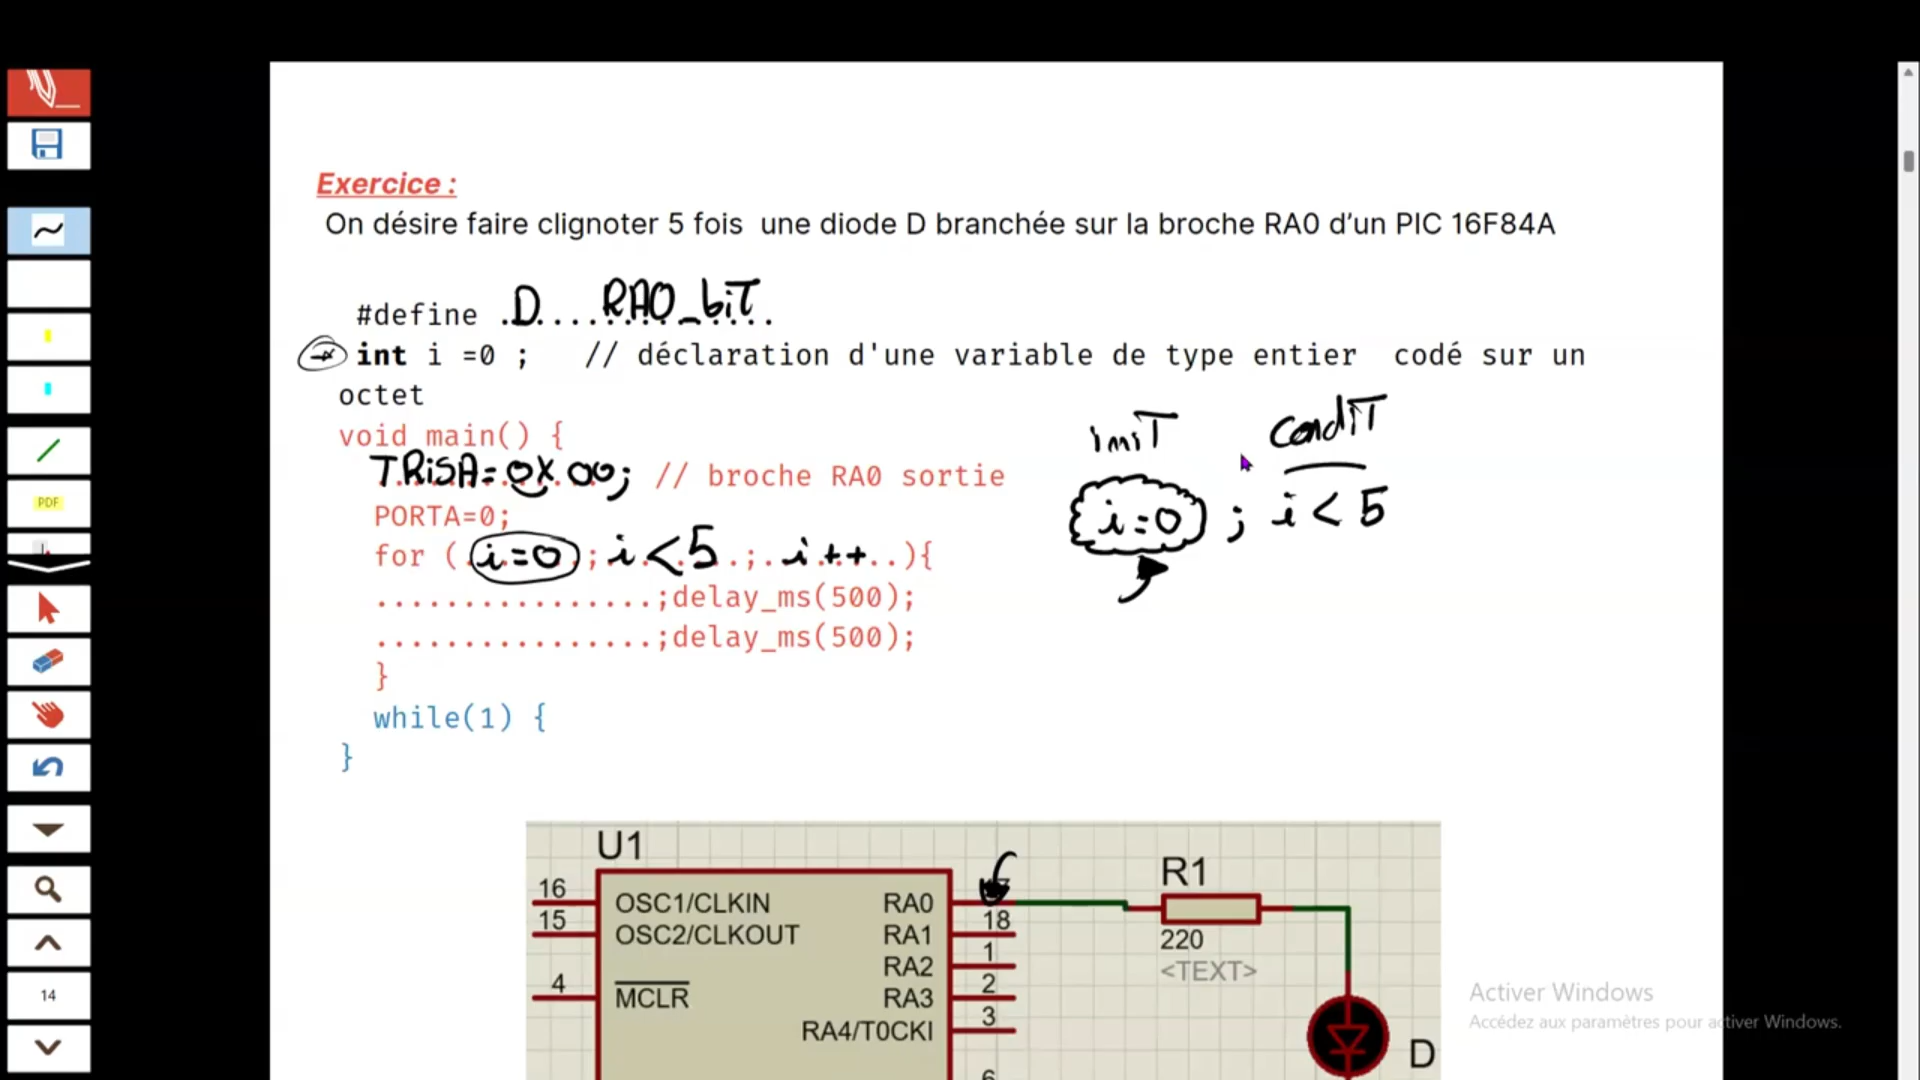 Exercice :
On désire faire clignoter 5 fois une diode D branchée sur la broche RA0 d’un PIC 16F84A
#define .D....RA0_biT.
int i =0 ; // déclaration d'une variable de type entier codé sur un
octet
void main() {
TRiSA=0X00; // broche RA0 sortie
PORTA=0;
for (i=0; i<5; i++..){
................;delay_ms(500);
................;delay_ms(500);
}
while(1) {
}
iniT condiT
i=0 ; i<5
PDF
14
U1
16 OSC1/CLKIN RA0
15 OSC2/CLKOUT RA1 18
RA2 1
4 MCLR RA3 2
RA4/T0CKI 3
6
R1
220
<TEXT>
D
Activer Windows
Accédez aux paramètres pour activer Windows.